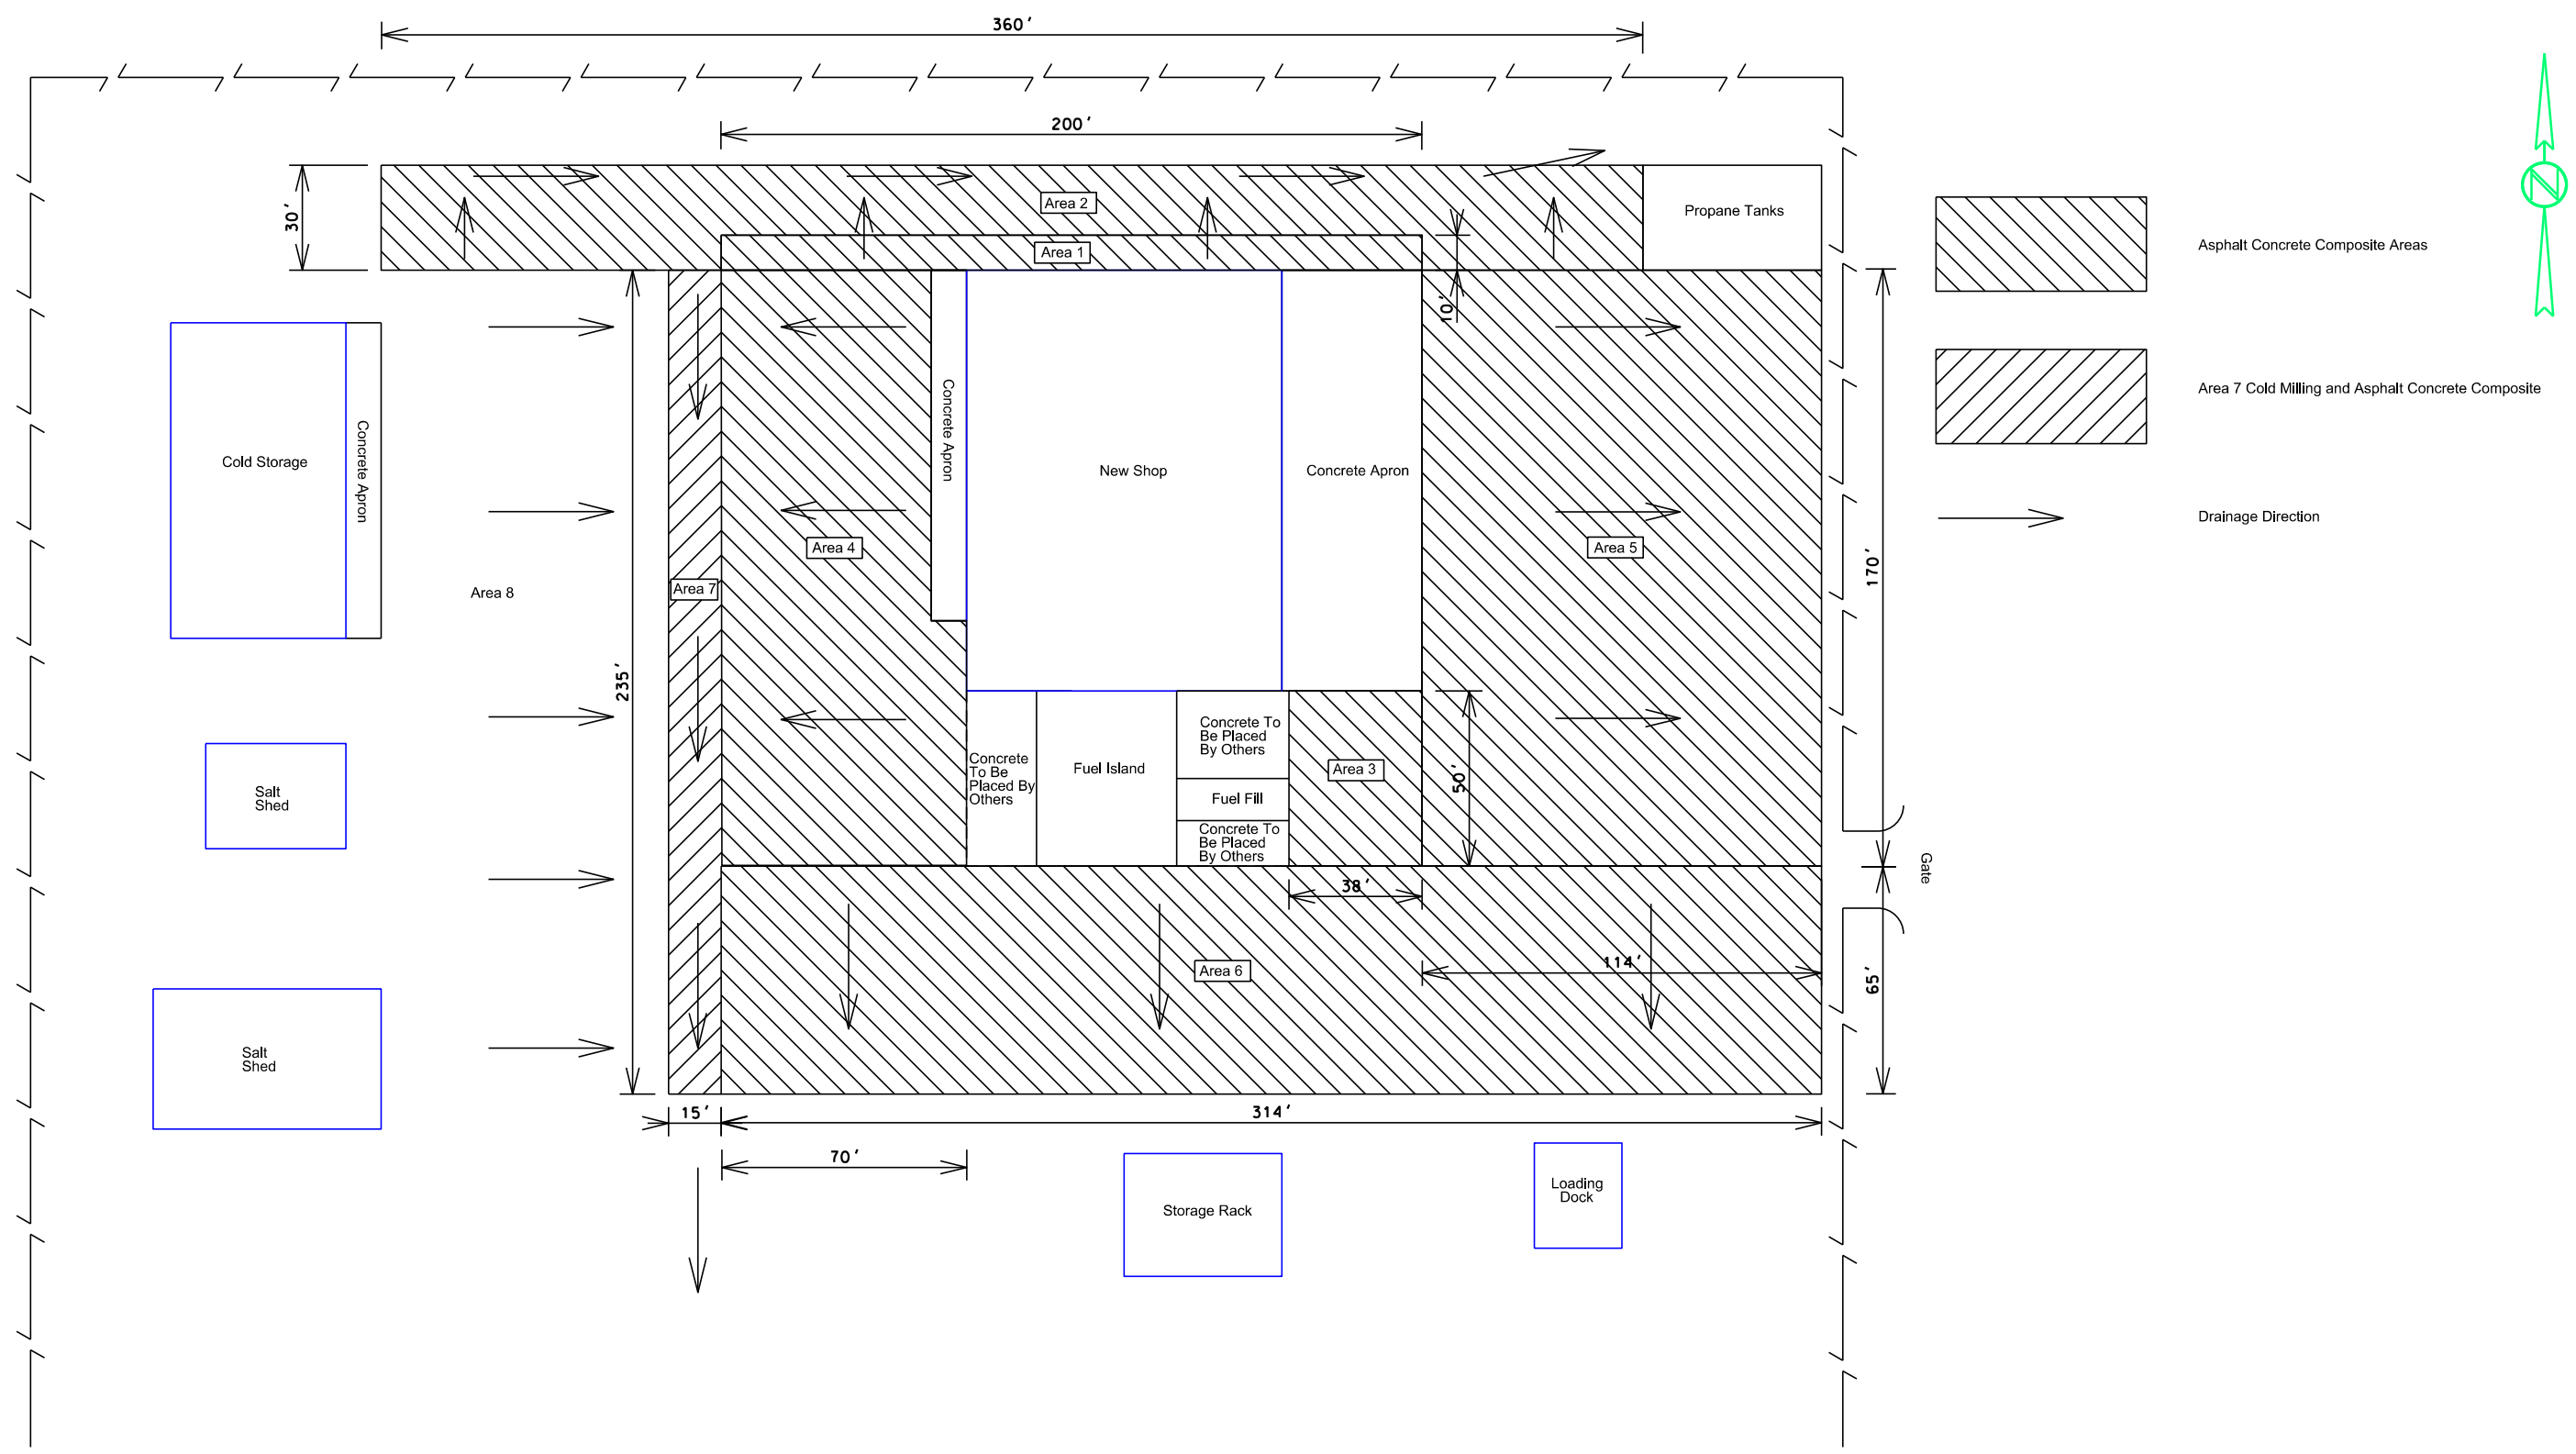 360'
200'
30'
Area 2
Propane Tanks
Area 1
10'
N
Asphalt Concrete Composite Areas
Area 7 Cold Milling and Asphalt Concrete Composite
Drainage Direction
Cold Storage
Concrete Apron
Concrete Apron
New Shop
Concrete Apron
Area 4
Area 5
Area 7
Area 8
170'
235'
Salt
Shed
Concrete
To Be
Placed By
Others
Fuel Island
Concrete To
Be Placed
By Others
Fuel Fill
Concrete To
Be Placed
By Others
Area 3
50'
38'
Gate
Area 6
114'
65'
Salt
Shed
15'
314'
70'
Storage Rack
Loading
Dock